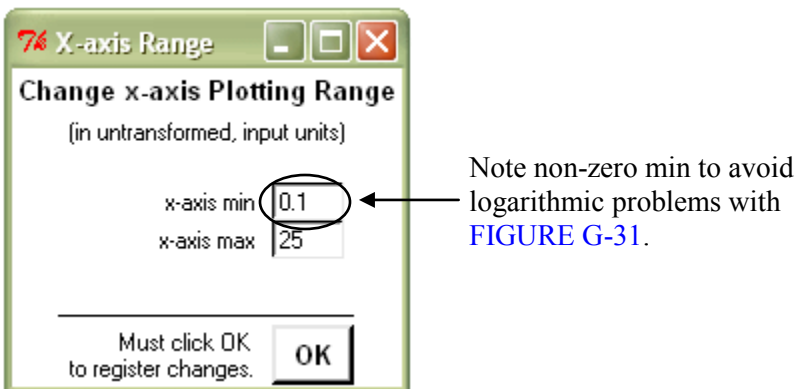 7k X-axis Range
Change x-axis Plotting Range
(in untransformed, input units)
x-axis min 0.1
x-axis max 25
Note non-zero min to avoid
logarithmic problems with
FIGURE G-31.
Must click OK
to register changes.
OK